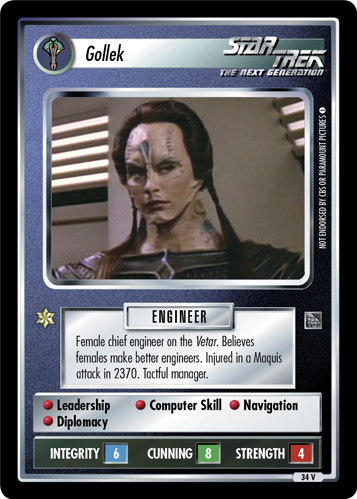 Gollek
STAR TREK
THE NEXT GENERATION
NOT ENDORSED BY CBS OR PARAMOUNT PICTURES
ENGINEER
Female chief engineer on the Vetar. Believes
females make better engineers. Injured in a Maquis
attack in 2370. Tactful manager.
Leadership Computer Skill Navigation
Diplomacy
INTEGRITY 6 CUNNING 8 STRENGTH 4
34 V